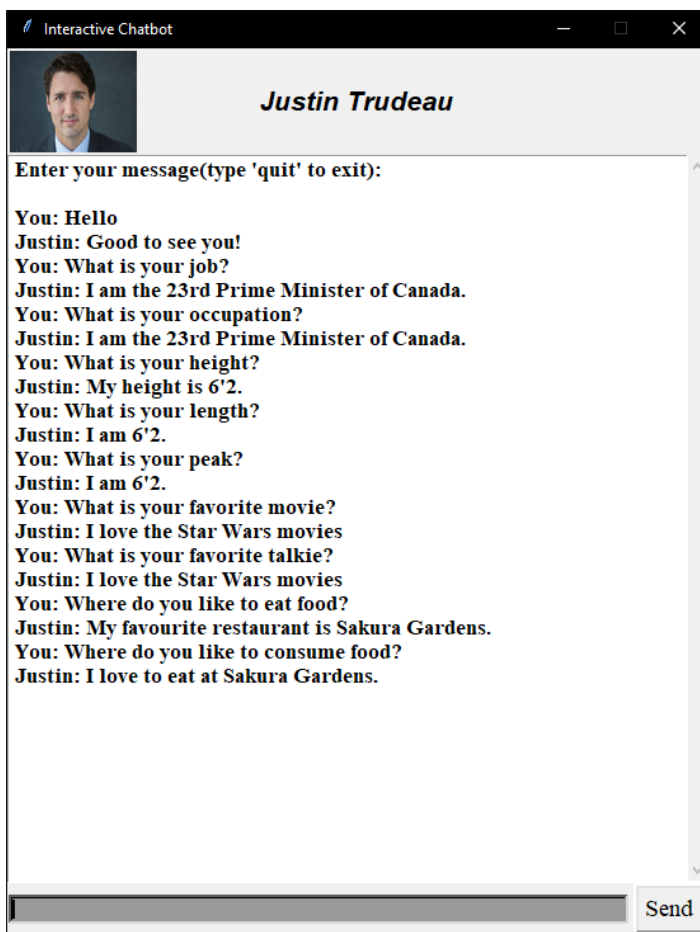 Interactive Chatbot
Justin Trudeau
Enter your message(type 'quit' to exit):
You: Hello
Justin: Good to see you!
You: What is your job?
Justin: I am the 23rd Prime Minister of Canada.
You: What is your occupation?
Justin: I am the 23rd Prime Minister of Canada.
You: What is your height?
Justin: My height is 6'2.
You: What is your length?
Justin: I am 6'2.
You: What is your peak?
Justin: I am 6'2.
You: What is your favorite movie?
Justin: I love the Star Wars movies
You: What is your favorite talkie?
Justin: I love the Star Wars movies
You: Where do you like to eat food?
Justin: My favourite restaurant is Sakura Gardens.
You: Where do you like to consume food?
Justin: I love to eat at Sakura Gardens.
Send